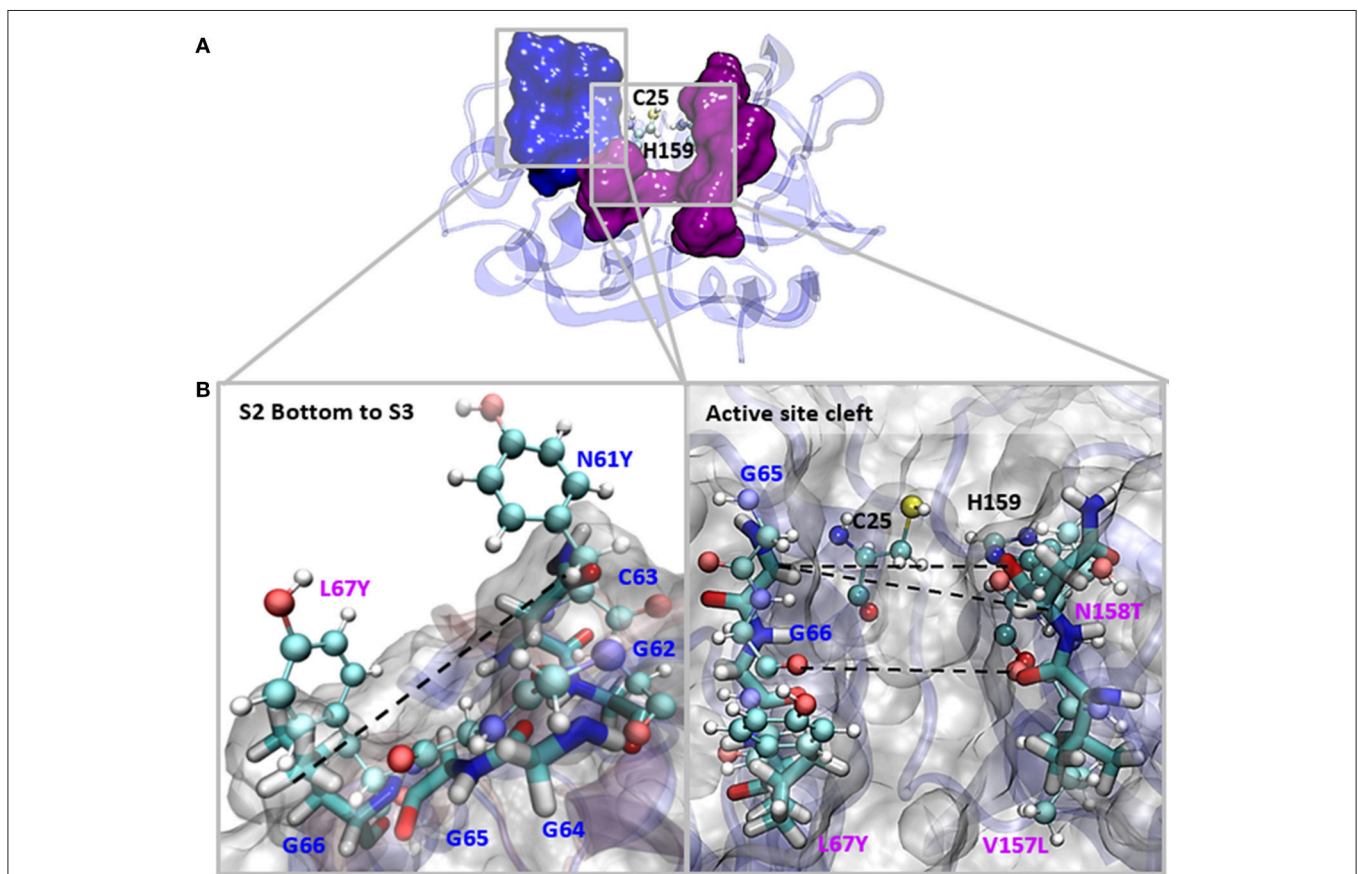 A
C25
H159
B
S2 Bottom to S3
N61Y
L67Y
C63
G62
G66
G65
G64
Active site cleft
G65
C25
H159
N158T
G66
L67Y
V157L